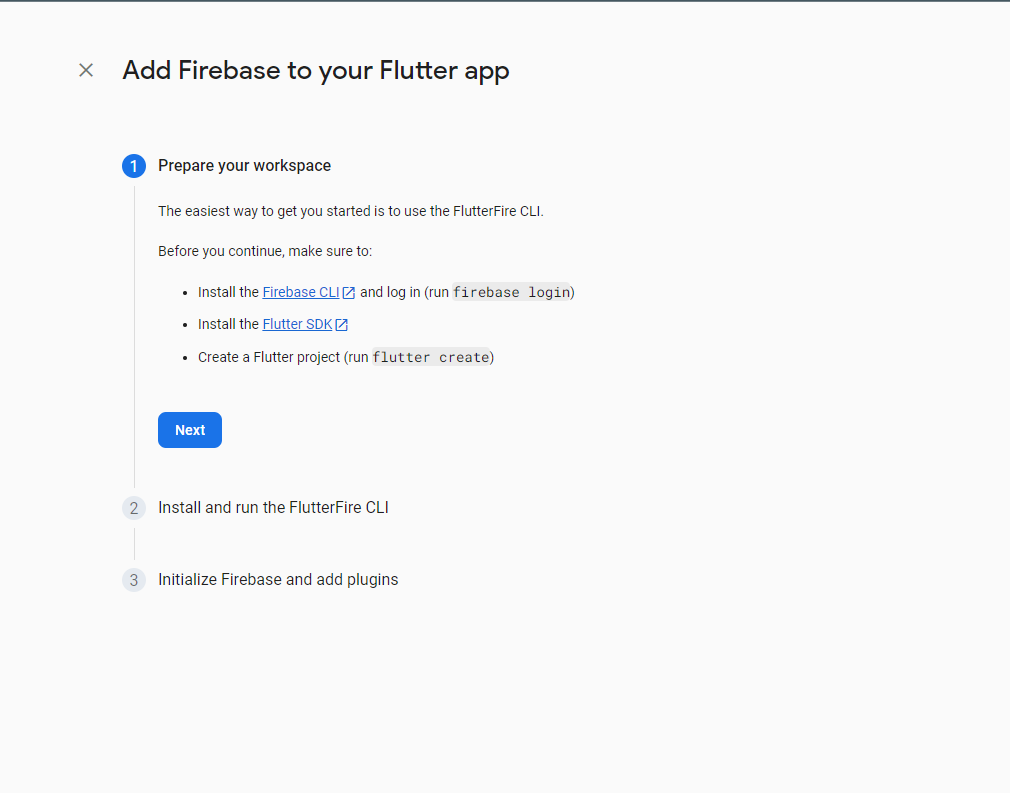 Add Firebase to your Flutter app
1 Prepare your workspace
The easiest way to get you started is to use the FlutterFire CLI.
Before you continue, make sure to:
• Install the Firebase CLI and log in (run firebase login)
• Install the Flutter SDK
• Create a Flutter project (run flutter create)
Next
2 Install and run the FlutterFire CLI
3 Initialize Firebase and add plugins